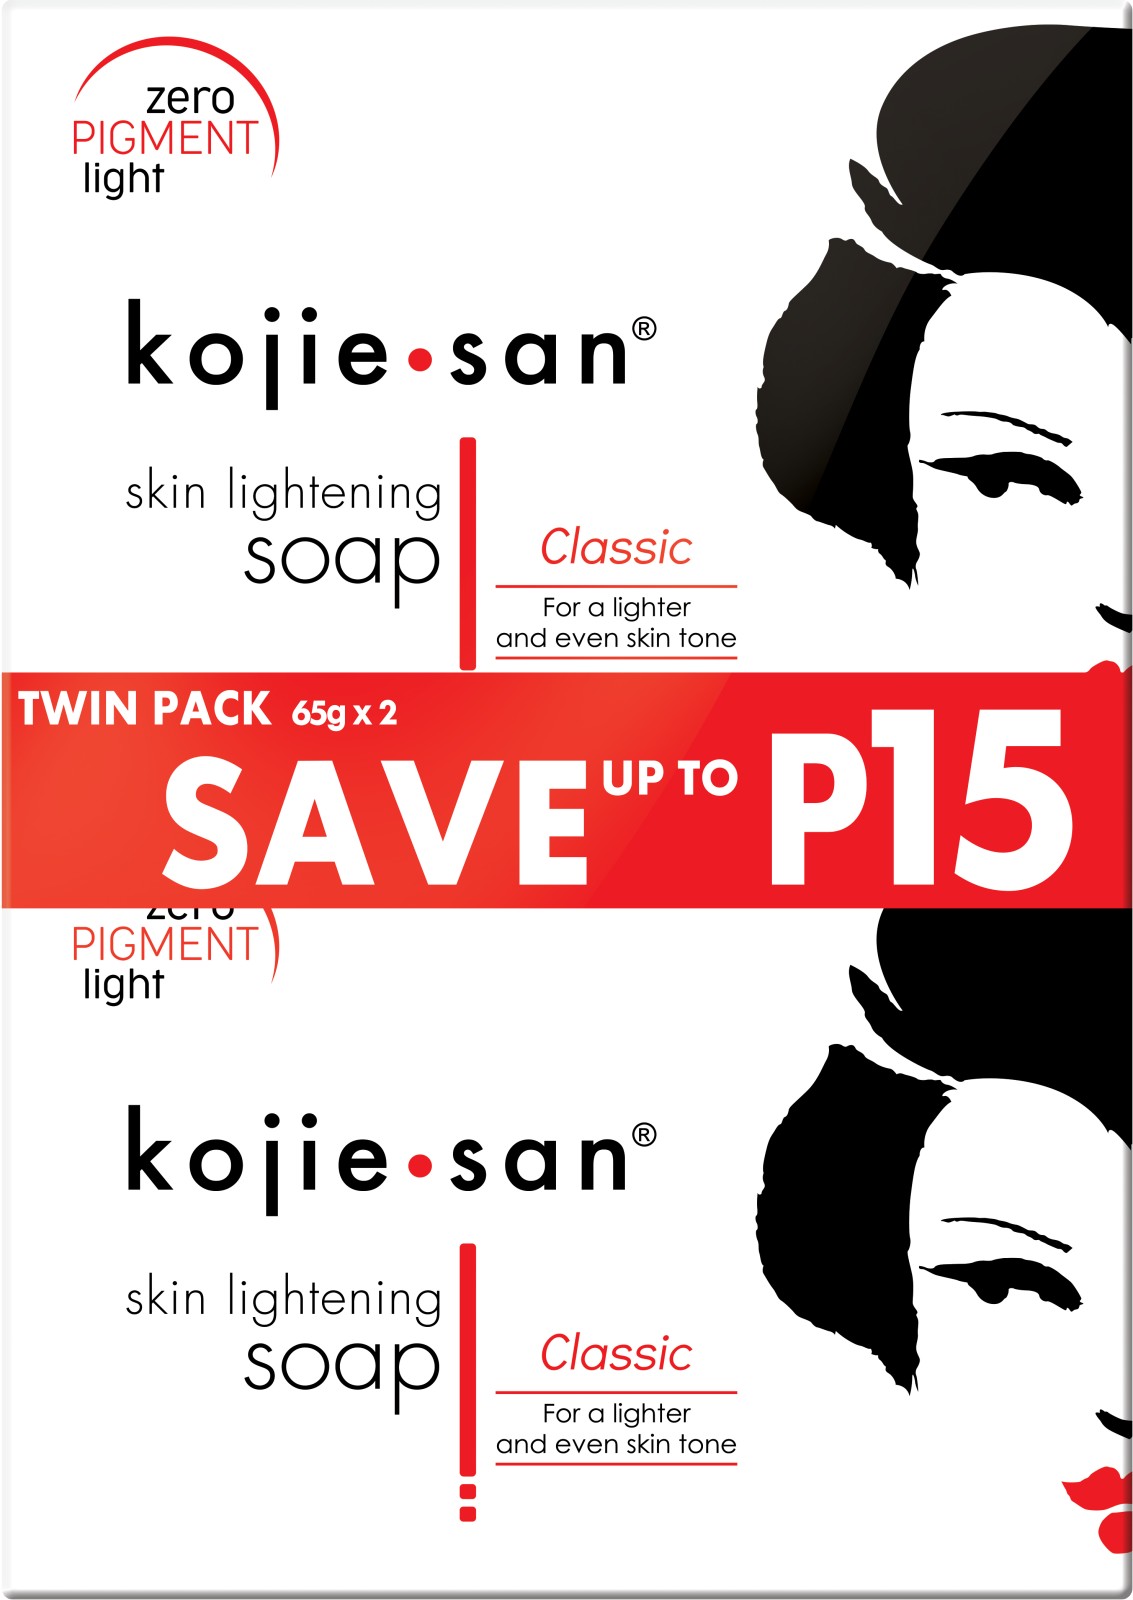 zero
PIGMENT
light
kojie•san®
skin lightening
soap
Classic
For a lighter
and even skin tone
TWIN PACK 65g x 2
SAVE UP TO P15
zero
PIGMENT
light
kojie•san®
skin lightening
soap
Classic
For a lighter
and even skin tone